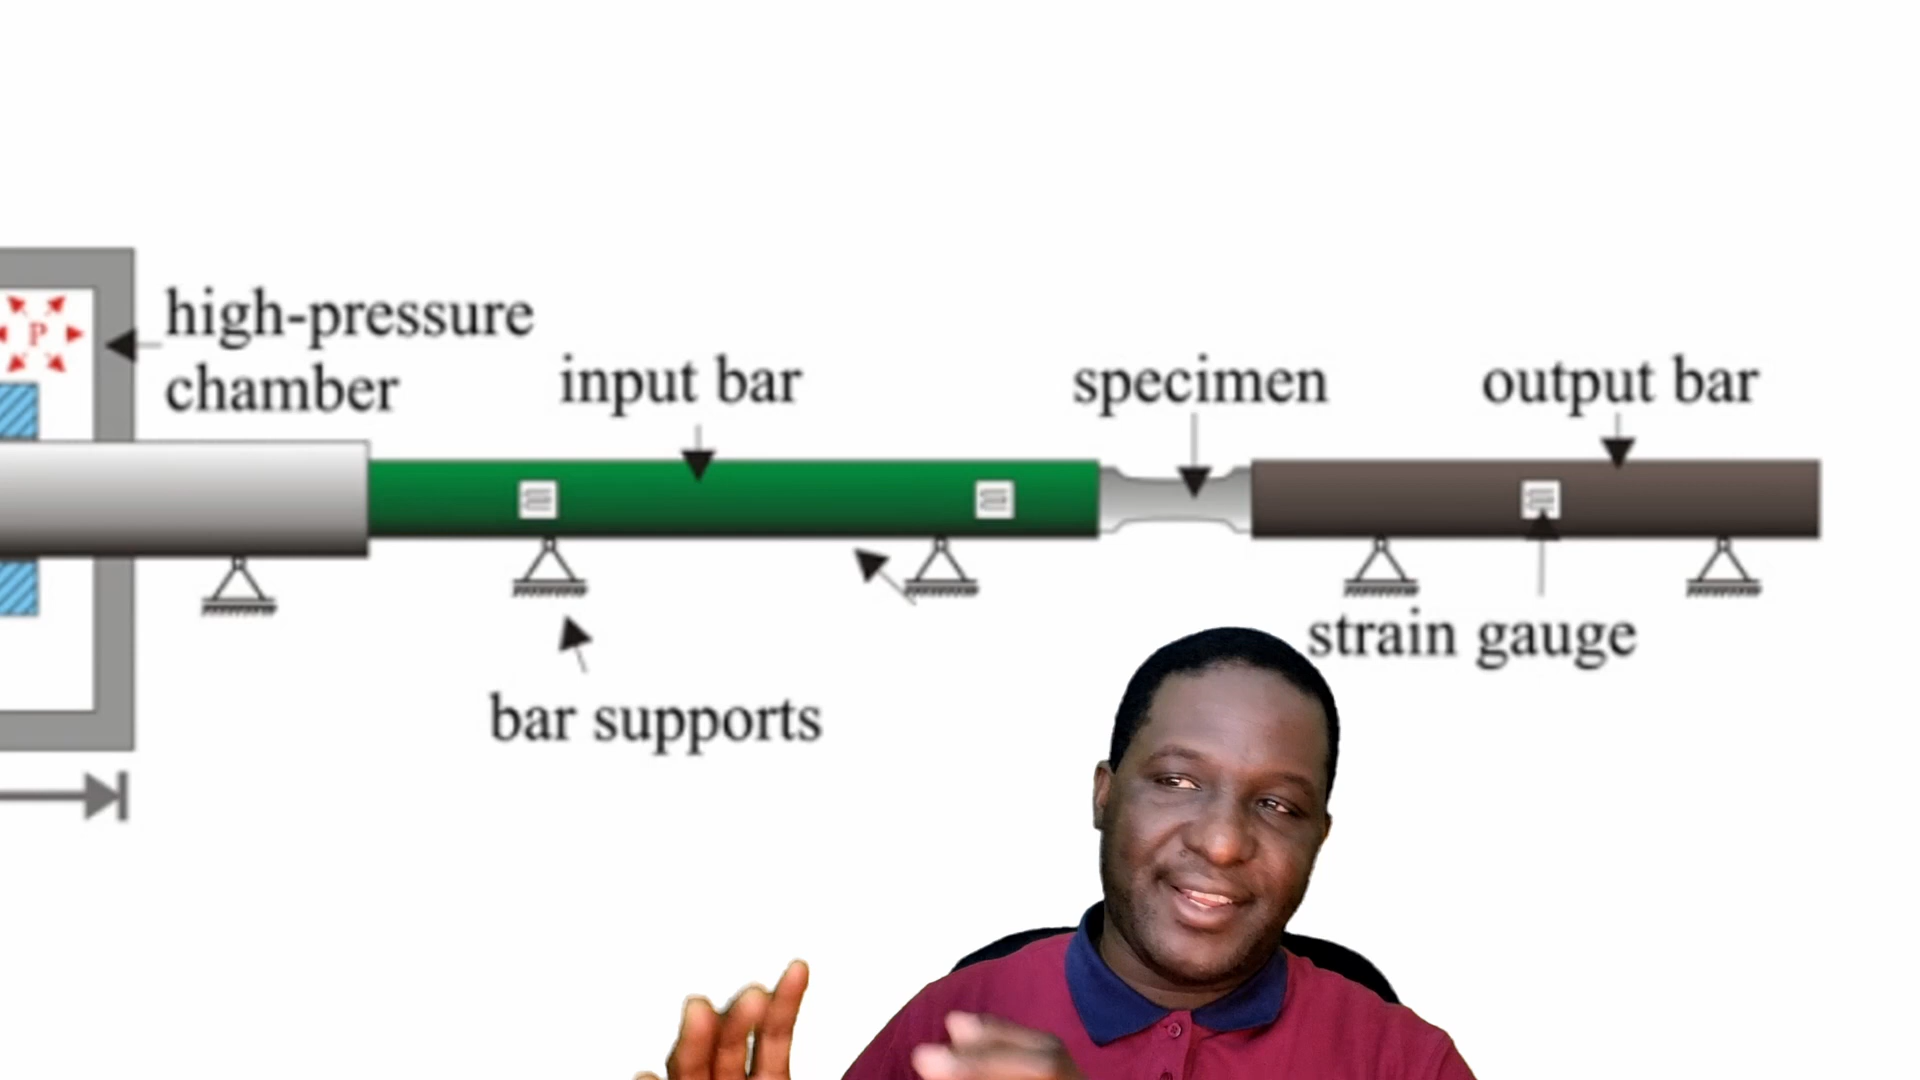 high-pressure
chamber
P
input bar
specimen
output bar
strain gauge
bar supports